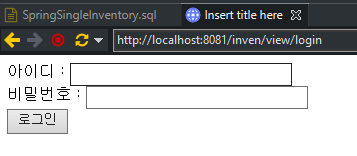 SpringSingleInventory.sql
Insert title here
http://localhost:8081/inven/view/login
아이디 :
비밀번호 :
로그인